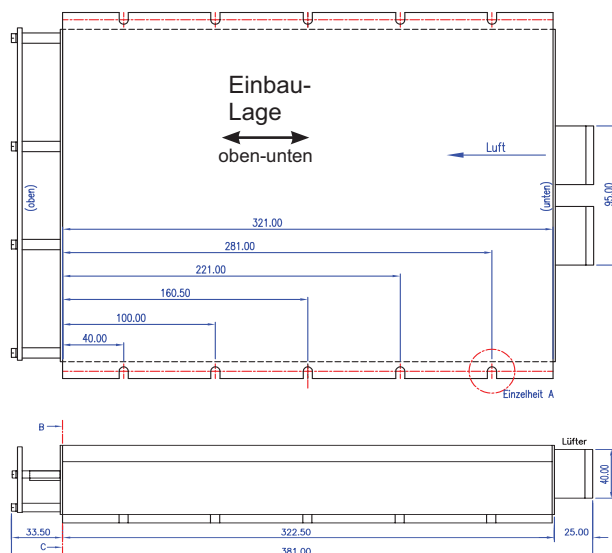 Einbau-
Lage
oben-unten
Luft
(oben)
(unten)
95.00
321.00
281.00
221.00
160.50
100.00
40.00
Einzelheit A
B
Lüfter
40.00
33.50
322.50
25.00
C
381.00